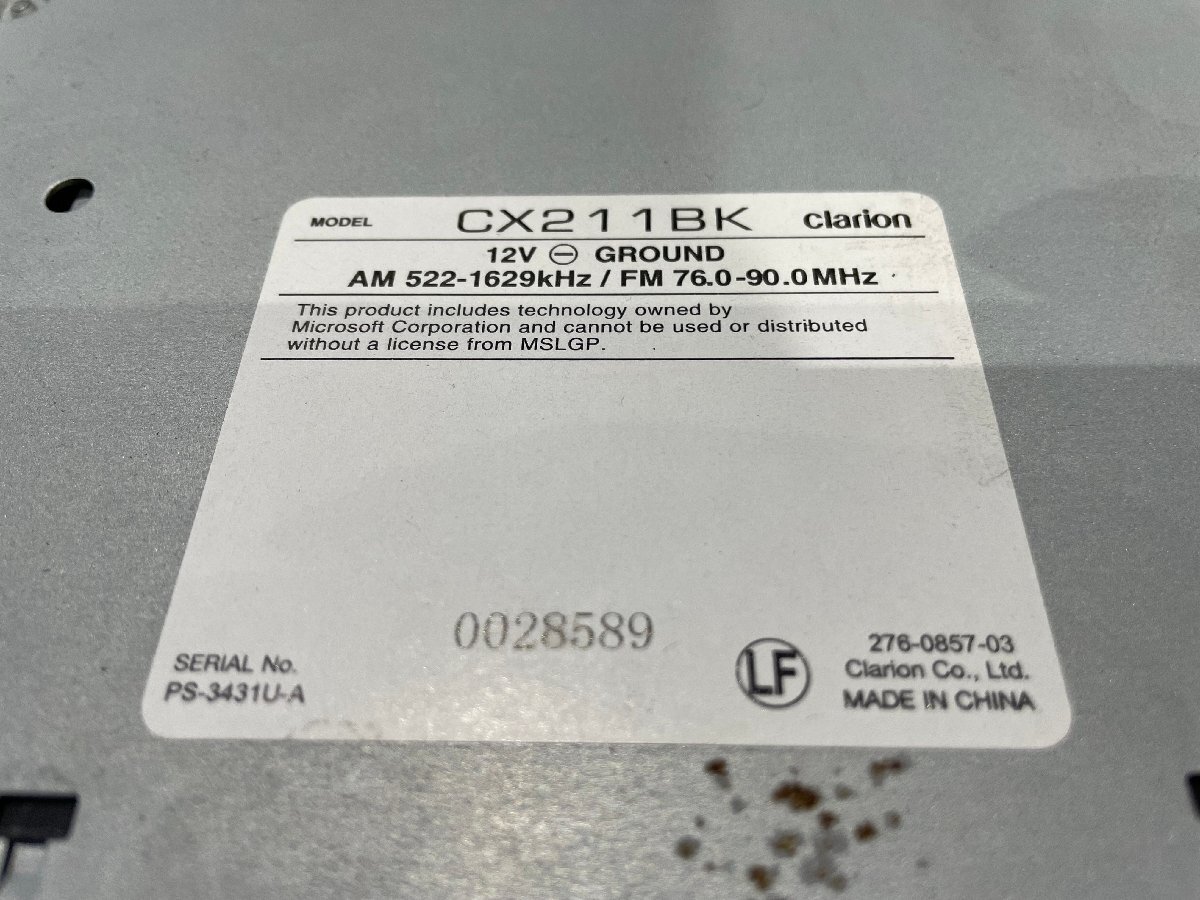 MODEL CX211BK clarion
12V ⊖ GROUND
AM 522-1629kHz / FM 76.0-90.0MHz
This product includes technology owned by
Microsoft Corporation and cannot be used or distributed
without a license from MSLGP.
0028589
SERIAL No.
PS-3431U-A
LF
276-0857-03
Clarion Co., Ltd.
MADE IN CHINA